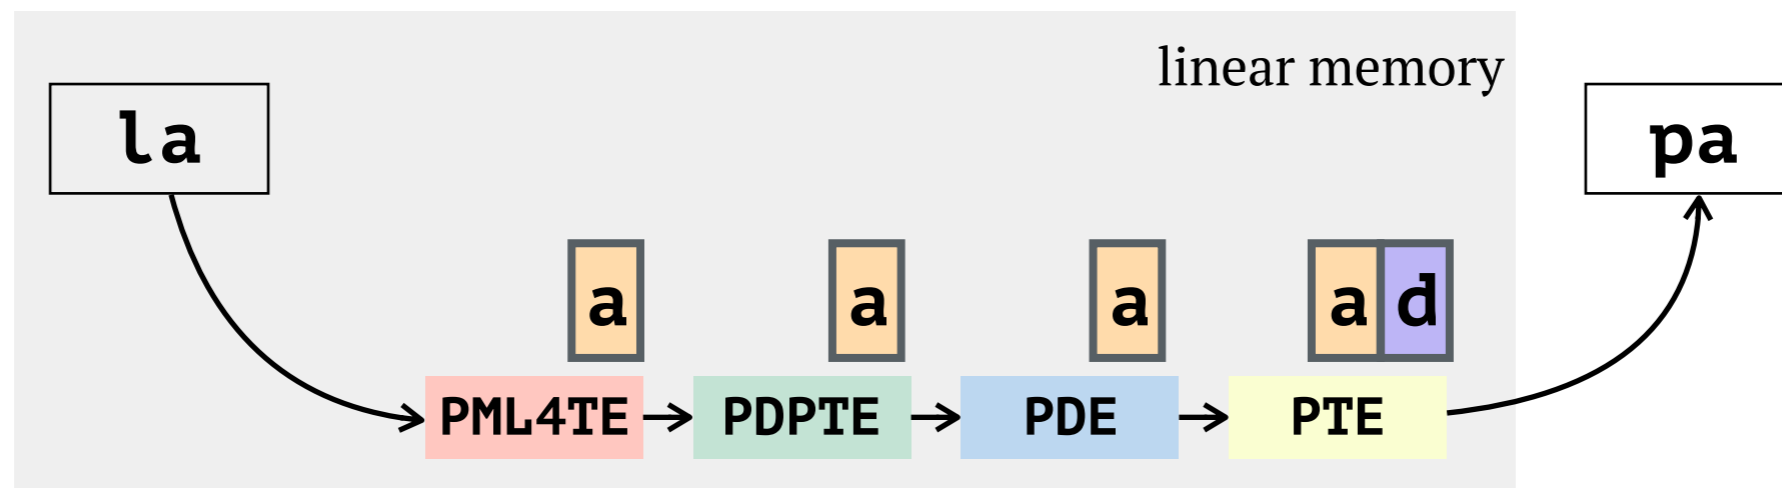 linear memory
la
pa
a
a
a
a d
PML4TE
PDPTE
PDE
PTE